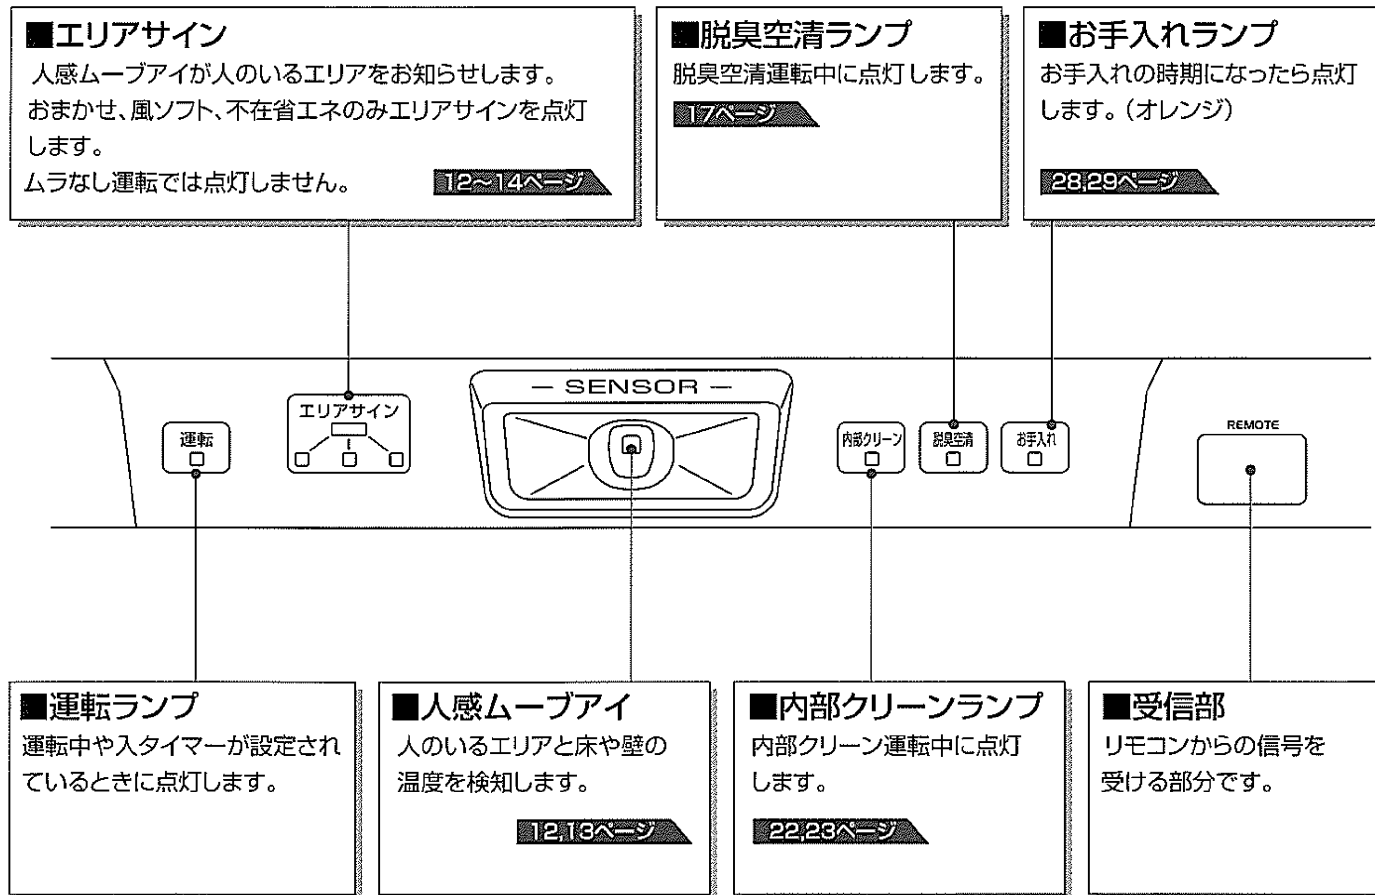 ■エリアサイン
人感ムーブアイが人のいるエリアをお知らせします。
おまかせ、風ソフト、不在省エネのみエリアサインを点灯
します。
ムラなし運転では点灯しません。
12〜14ページ
■脱臭空清ランプ
脱臭空清運転中に点灯します。
17ページ
■お手入れランプ
お手入れの時期になったら点灯
します。(オレンジ)
28,29ページ
運転
エリアサイン
— SENSOR —
内部クリーン
脱臭空清
お手入れ
REMOTE
■運転ランプ
運転中や入タイマーが設定され
ているときに点灯します。
■人感ムーブアイ
人のいるエリアと床や壁の
温度を検知します。
12,13ページ
■内部クリーンランプ
内部クリーン運転中に点灯
します。
22,23ページ
■受信部
リモコンからの信号を
受ける部分です。